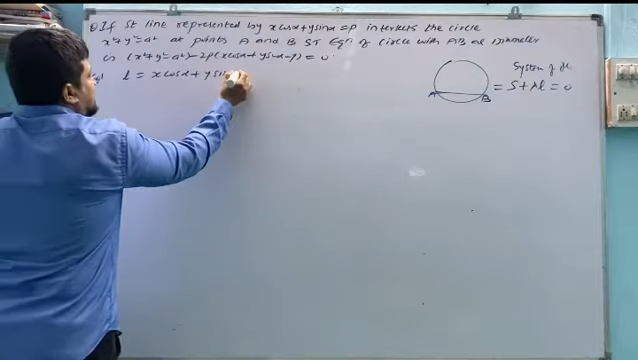 Q If St line represented by xcosα+ysinα=P intersects the circle
x²+y²=a² at points A and B ST Eqn of circle with AB as Diameter
is (x²+y²-a²)-2p(xcosα+ysinα-p)=0
System of
l = xcosα+ysin
A B = S+λl=0